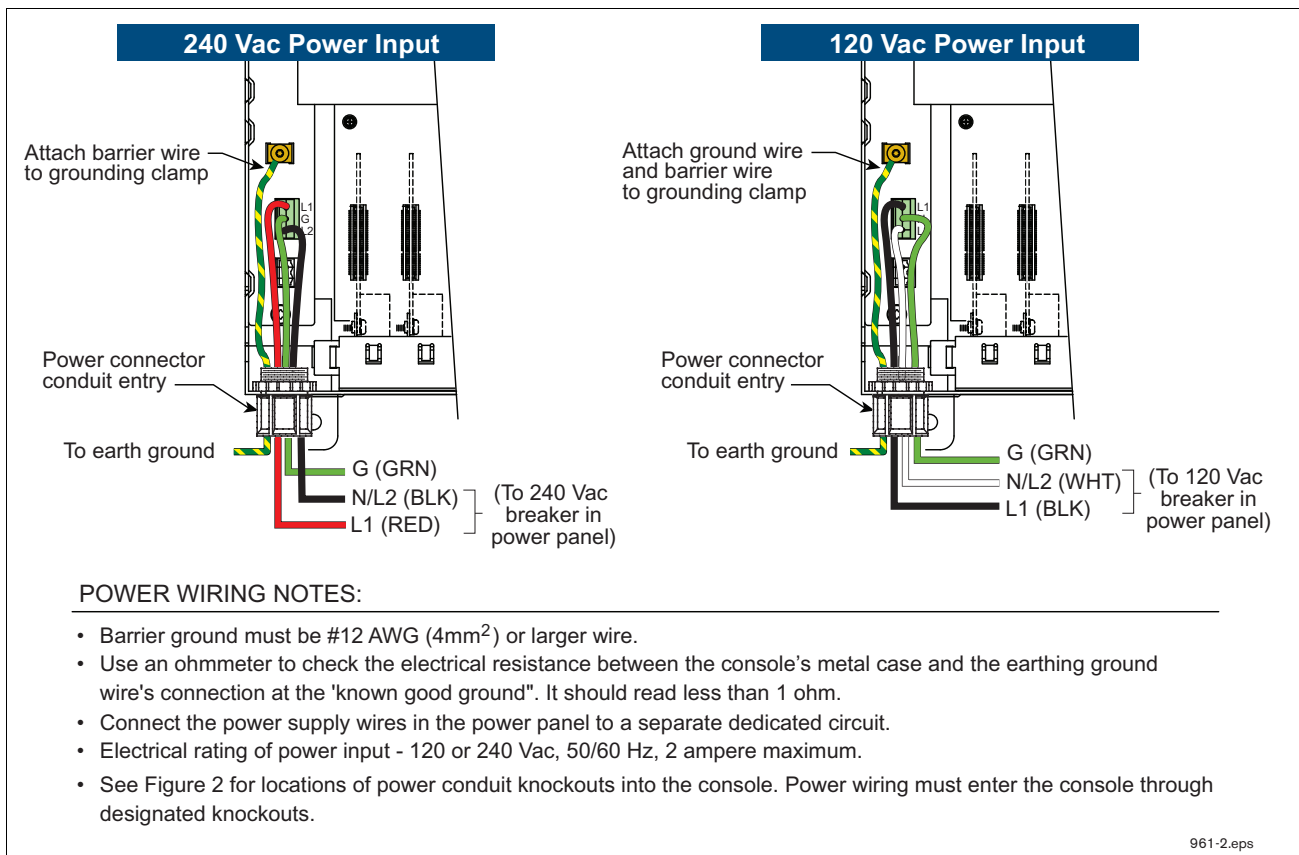 240 Vac Power Input
Attach barrier wire
to grounding clamp
L1
G
L2
Power connector
conduit entry
To earth ground
G (GRN)
N/L2 (BLK)
L1 (RED)
(To 240 Vac
breaker in
power panel)
120 Vac Power Input
Attach ground wire
and barrier wire
to grounding clamp
L1
Power connector
conduit entry
To earth ground
G (GRN)
N/L2 (WHT)
L1 (BLK)
(To 120 Vac
breaker in
power panel)
POWER WIRING NOTES:
• Barrier ground must be #12 AWG (4mm²) or larger wire.
• Use an ohmmeter to check the electrical resistance between the console's metal case and the earthing ground
wire's connection at the 'known good ground". It should read less than 1 ohm.
• Connect the power supply wires in the power panel to a separate dedicated circuit.
• Electrical rating of power input - 120 or 240 Vac, 50/60 Hz, 2 ampere maximum.
• See Figure 2 for locations of power conduit knockouts into the console. Power wiring must enter the console through
designated knockouts.
961-2.eps